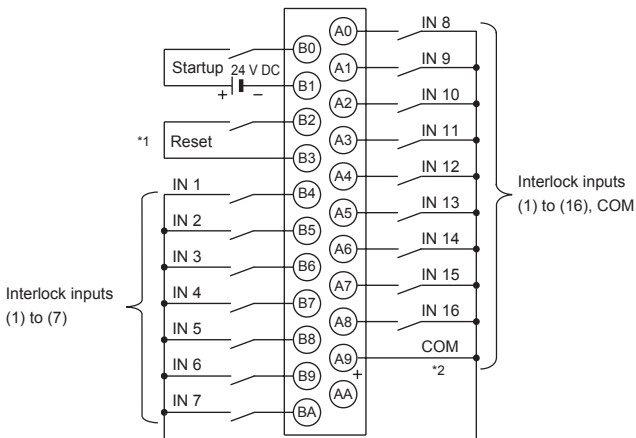 B0
Startup 24 V DC
+ −
B1
B2
*1 Reset
B3
IN 1
B4
IN 2
B5
IN 3
B6
Interlock inputs
(1) to (7)
IN 4
B7
IN 5
B8
IN 6
B9
IN 7
BA
A0
IN 8
A1
IN 9
A2
IN 10
A3
IN 11
A4
IN 12
A5
IN 13
A6
IN 14
A7
IN 15
A8
IN 16
A9
COM
*2
+
AA
Interlock inputs
(1) to (16), COM